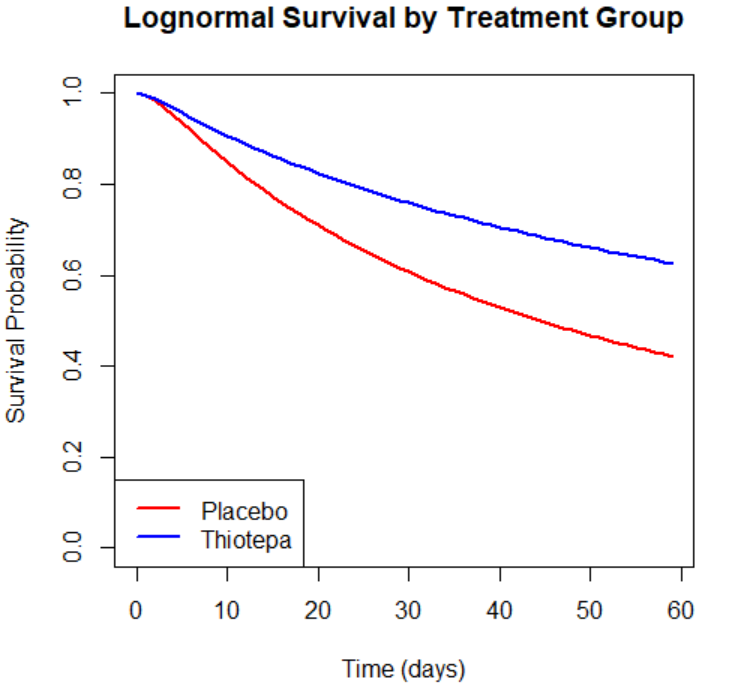 Lognormal Survival by Treatment Group
Survival Probability
1.0
0.8
0.6
0.4
0.2
0.0
Placebo
Thiotepa
0 10 20 30 40 50 60
Time (days)